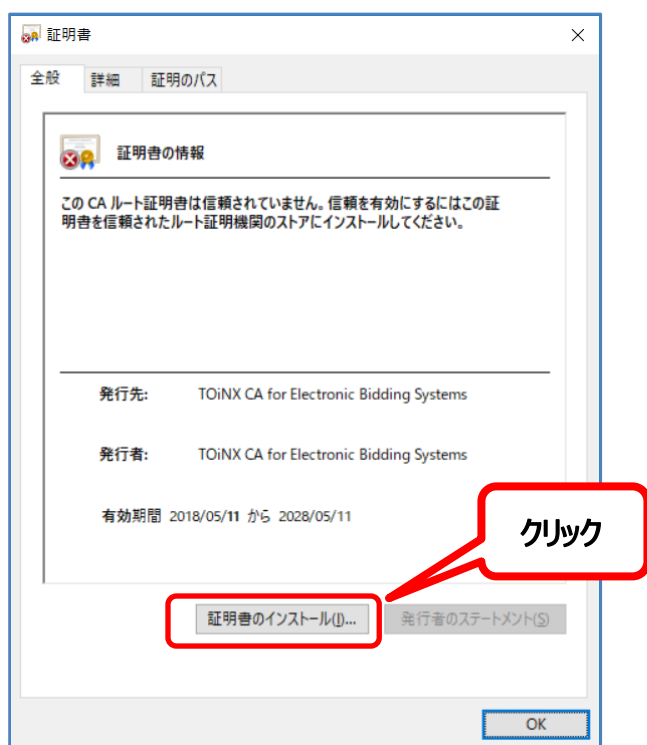 証明書
全般 詳細 証明のパス
証明書の情報
この CA ルート証明書は信頼されていません。信頼を有効にするにはこの証
明書を信頼されたルート証明機関のストアにインストールしてください。
発行先: TOiNX CA for Electronic Bidding Systems
発行者: TOiNX CA for Electronic Bidding Systems
有効期間 2018/05/11 から 2028/05/11
クリック
証明書のインストール(I)... 発行者のステートメント(S)
OK